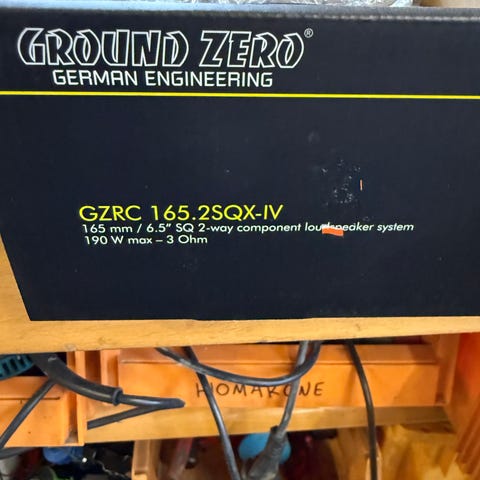 GROUND ZERO®
GERMAN ENGINEERING
GZRC 165.2SQX-IV
165 mm / 6.5" SQ 2-way component loudspeaker system
190 W max – 3 Ohm
HOMAKONE